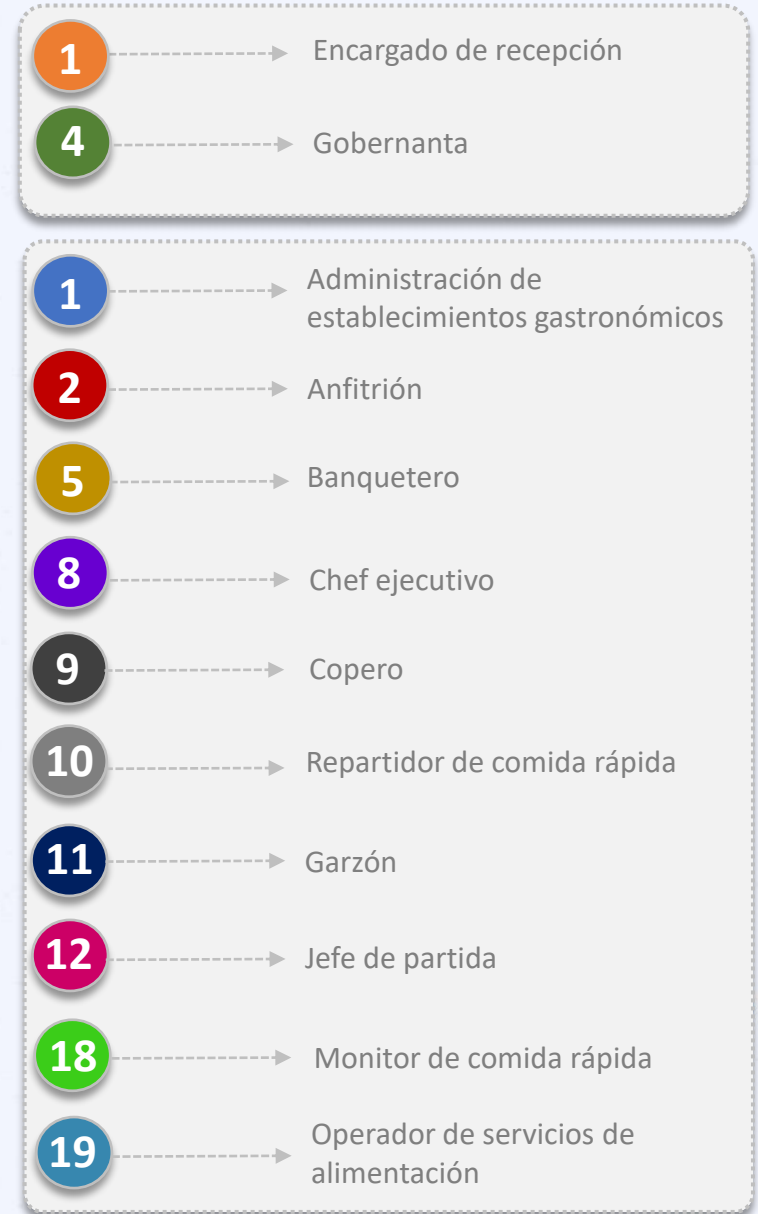 1
Encargado de recepción
4
Gobernanta
1
Administración de
establecimientos gastronómicos
2
Anfitrión
5
Banquetero
8
Chef ejecutivo
9
Copero
10
Repartidor de comida rápida
11
Garzón
12
Jefe de partida
18
Monitor de comida rápida
19
Operador de servicios de
alimentación